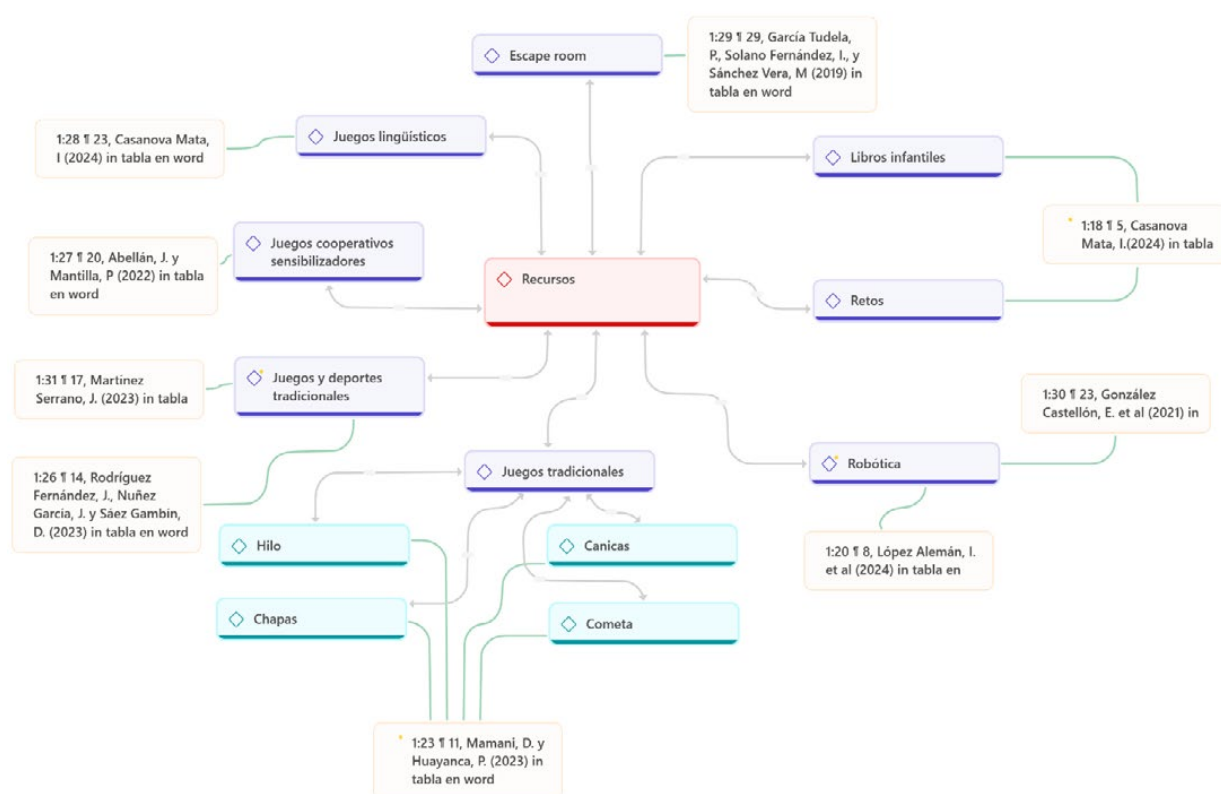 Escape room
1:29 ¶ 29, García Tudela,
P., Solano Fernández, I., y
Sánchez Vera, M (2019) in
tabla en word
1:28 ¶ 23, Casanova Mata,
I (2024) in tabla en word
Juegos lingüísticos
Libros infantiles
1:27 ¶ 20, Abellán, J. y
Mantilla, P (2022) in tabla
en word
Juegos cooperativos
sensibilizadores
Recursos
1:18 ¶ 5, Casanova
Mata, I.(2024) in tabla
Retos
1:31 ¶ 17, Martínez
Serrano, J. (2023) in tabla
Juegos y deportes
tradicionales
1:30 ¶ 23, González
Castellón, E. et al (2021) in
1:26 ¶ 14, Rodríguez
Fernández, J., Nuñez
García, J. y Sáez Gambín,
D. (2023) in tabla en word
Juegos tradicionales
Robótica
Hilo
Canicas
1:20 ¶ 8, López Alemán, I.
et al (2024) in tabla en
Chapas
Cometa
1:23 ¶ 11, Mamani, D. y
Huayanca, P. (2023) in
tabla en word